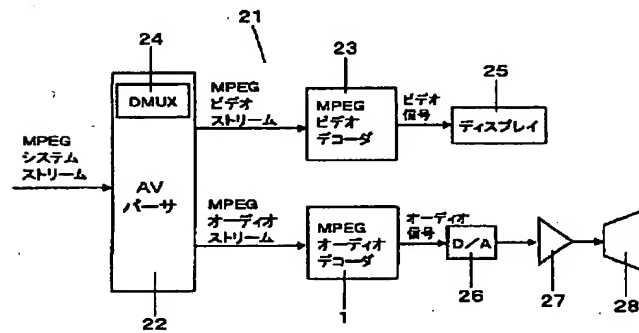 21
24
DMUX
MPEG
システム
ストリーム
AV
パーサ
22
MPEG
ビデオ
ストリーム
23
MPEG
ビデオ
デコーダ
ビデオ
信号
25
ディスプレイ
MPEG
オーディオ
ストリーム
MPEG
オーディオ
デコーダ
1
オーディオ
信号
D/A
26
27
28